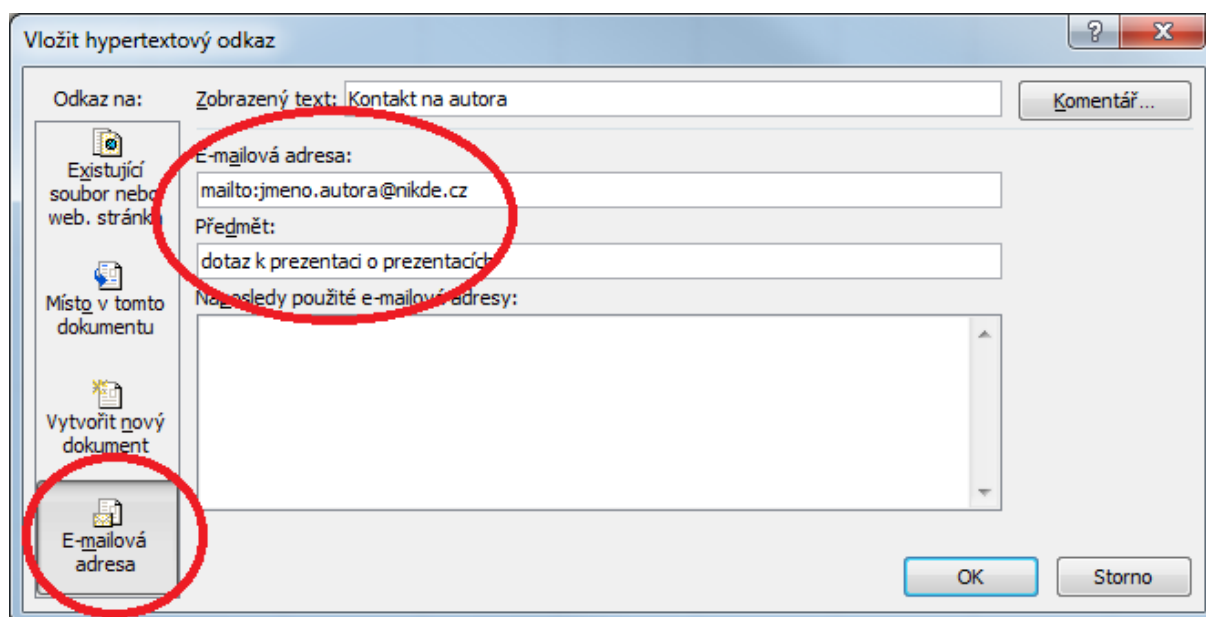 Vložit hypertextový odkaz
Odkaz na:
Zobrazený text: Kontakt na autora
Komentář...
Existující
soubor nebo
web. stránka
Místo v tomto
dokumentu
Vytvořit nový
dokument
E-mailová
adresa
E-mailová adresa:
mailto:jmeno.autora@nikde.cz
Předmět:
dotaz k prezentaci o prezentacích
Naposledy použité e-mailové adresy:
OK
Storno